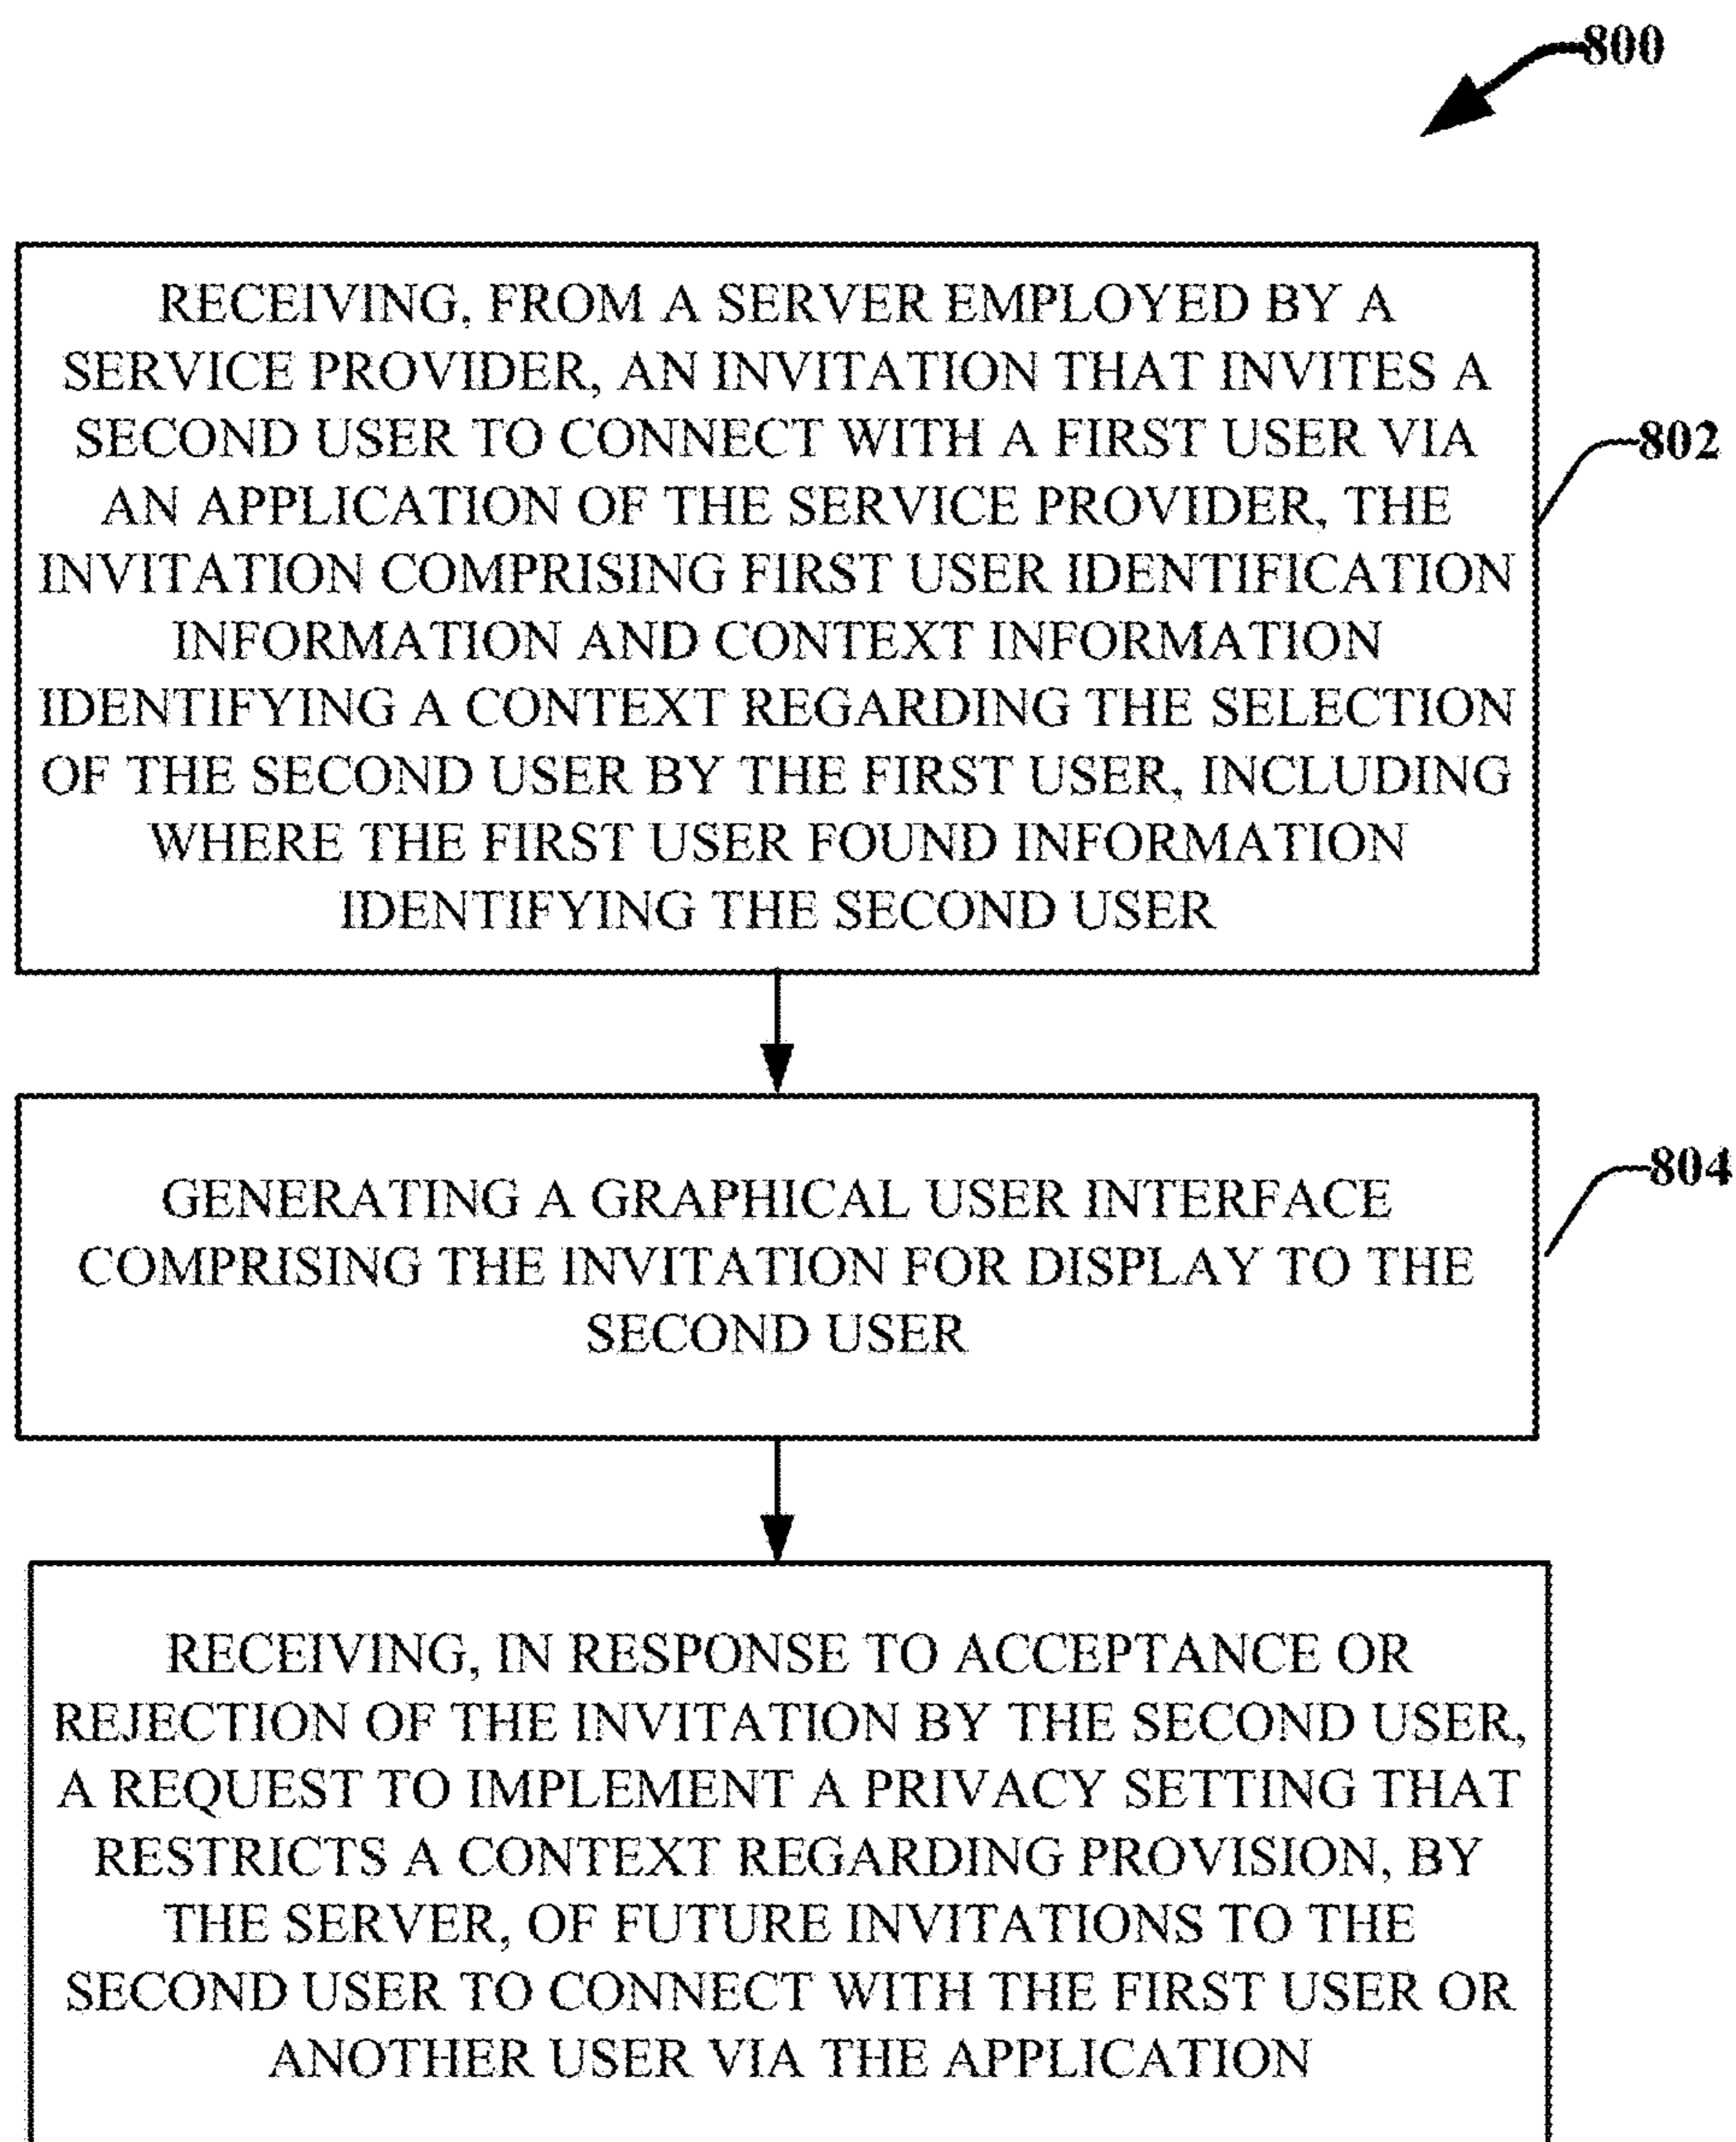 800
RECEIVING, FROM A SERVER EMPLOYED BY A
SERVICE PROVIDER, AN INVITATION THAT INVITES A
SECOND USER TO CONNECT WITH A FIRST USER VIA
AN APPLICATION OF THE SERVICE PROVIDER, THE
INVITATION COMPRISING FIRST USER IDENTIFICATION
INFORMATION AND CONTEXT INFORMATION
IDENTIFYING A CONTEXT REGARDING THE SELECTION
OF THE SECOND USER BY THE FIRST USER, INCLUDING
WHERE THE FIRST USER FOUND INFORMATION
IDENTIFYING THE SECOND USER
802
GENERATING A GRAPHICAL USER INTERFACE
COMPRISING THE INVITATION FOR DISPLAY TO THE
SECOND USER
804
RECEIVING, IN RESPONSE TO ACCEPTANCE OR
REJECTION OF THE INVITATION BY THE SECOND USER,
A REQUEST TO IMPLEMENT A PRIVACY SETTING THAT
RESTRICTS A CONTEXT REGARDING PROVISION, BY
THE SERVER, OF FUTURE INVITATIONS TO THE
SECOND USER TO CONNECT WITH THE FIRST USER OR
ANOTHER USER VIA THE APPLICATION